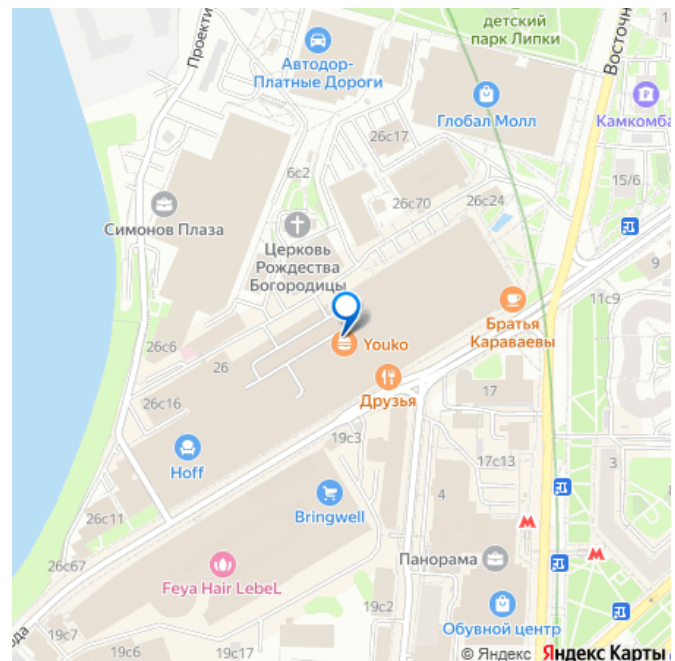 детский
парк Липки
Восточн
Проекти
Автодор-
Платные Дороги
Глобал Молл
Камкомба
26с17
15/6
6с2
26с70
26с24
Симонов Плаза
Церковь
Рождества
Богородицы
9
11с9
Братья
Караваевы
Youko
26с6
26
Друзья
17
26с16
19с3
Hoff
17с13
3
4
Bringwell
26с11
26с67
Панорама
Feya Hair LebeL
19с2
Обувной центр
ода
19с7
19с6
17
© Яндекс
Яндекс Карты